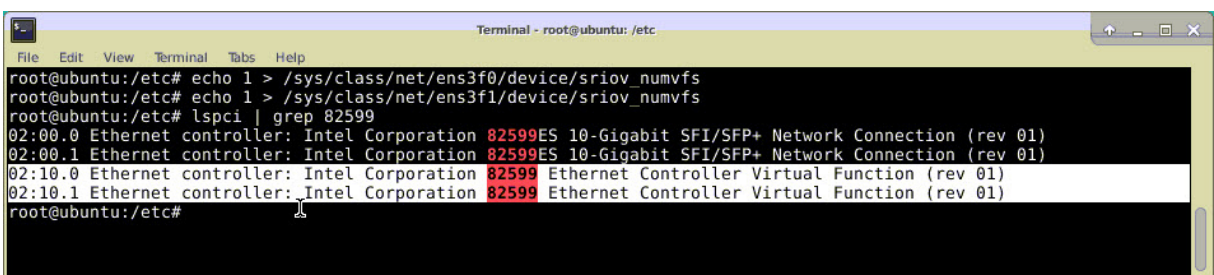 Terminal - root@ubuntu: /etc
File Edit View Terminal Tabs Help
root@ubuntu:/etc# echo 1 > /sys/class/net/ens3f0/device/sriov_numvfs
root@ubuntu:/etc# echo 1 > /sys/class/net/ens3f1/device/sriov_numvfs
root@ubuntu:/etc# lspci | grep 82599
02:00.0 Ethernet controller: Intel Corporation 82599ES 10-Gigabit SFI/SFP+ Network Connection (rev 01)
02:00.1 Ethernet controller: Intel Corporation 82599ES 10-Gigabit SFI/SFP+ Network Connection (rev 01)
02:10.0 Ethernet controller: Intel Corporation 82599 Ethernet Controller Virtual Function (rev 01)
02:10.1 Ethernet controller: Intel Corporation 82599 Ethernet Controller Virtual Function (rev 01)
root@ubuntu:/etc#